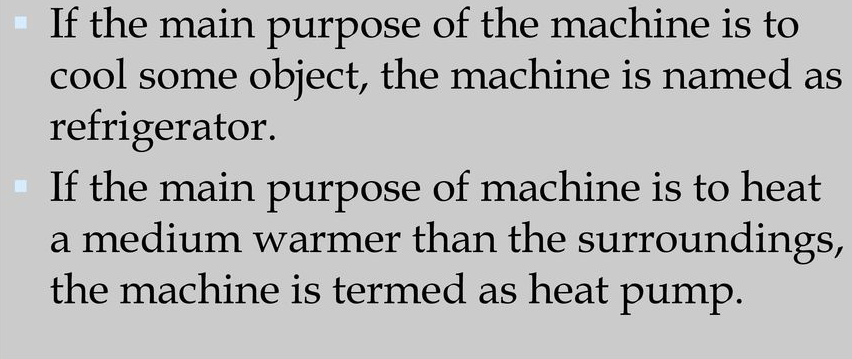 ▪ If the main purpose of the machine is to
cool some object, the machine is named as
refrigerator.
▪ If the main purpose of machine is to heat
a medium warmer than the surroundings,
the machine is termed as heat pump.